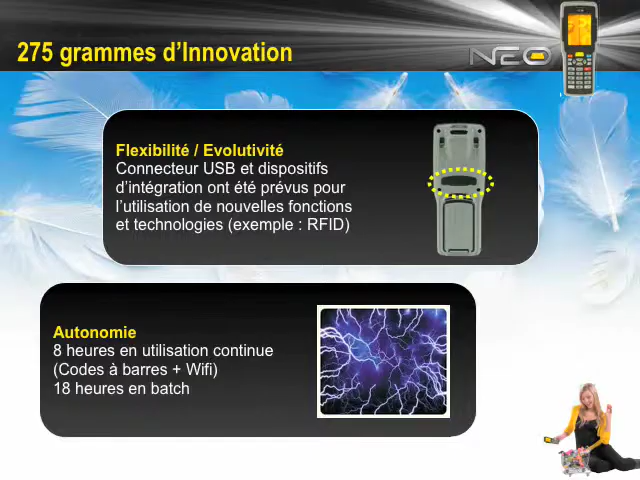 275 grammes d’Innovation
NEO
Flexibilité / Evolutivité
Connecteur USB et dispositifs
d’intégration ont été prévus pour
l’utilisation de nouvelles fonctions
et technologies (exemple : RFID)
Autonomie
8 heures en utilisation continue
(Codes à barres + Wifi)
18 heures en batch